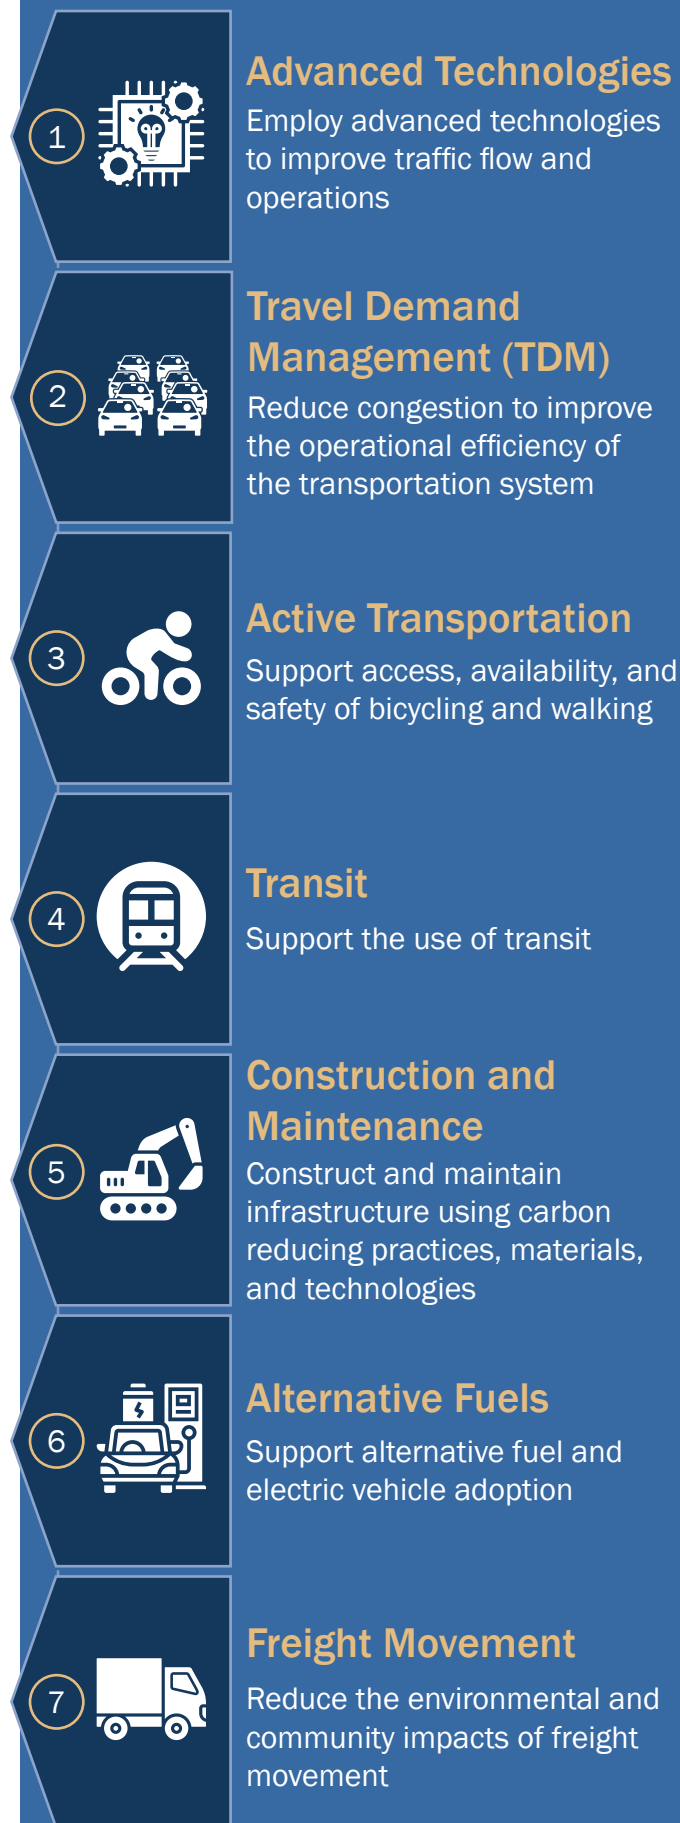 1
Advanced Technologies
Employ advanced technologies
to improve traffic flow and
operations
2
Travel Demand
Management (TDM)
Reduce congestion to improve
the operational efficiency of
the transportation system
3
Active Transportation
Support access, availability, and
safety of bicycling and walking
4
Transit
Support the use of transit
5
Construction and
Maintenance
Construct and maintain
infrastructure using carbon
reducing practices, materials,
and technologies
6
Alternative Fuels
Support alternative fuel and
electric vehicle adoption
7
Freight Movement
Reduce the environmental and
community impacts of freight
movement